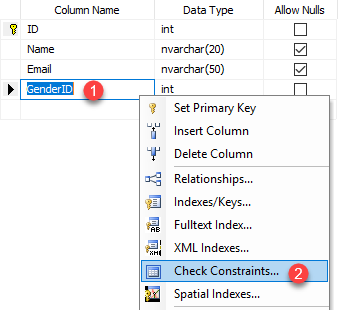 Column Name Data Type Allow Nulls
ID int
Name nvarchar(20)
Email nvarchar(50)
GenderID 1 int
Set Primary Key
Insert Column
Delete Column
Relationships...
Indexes/Keys...
Fulltext Index...
XML Indexes...
Check Constraints... 2
Spatial Indexes...